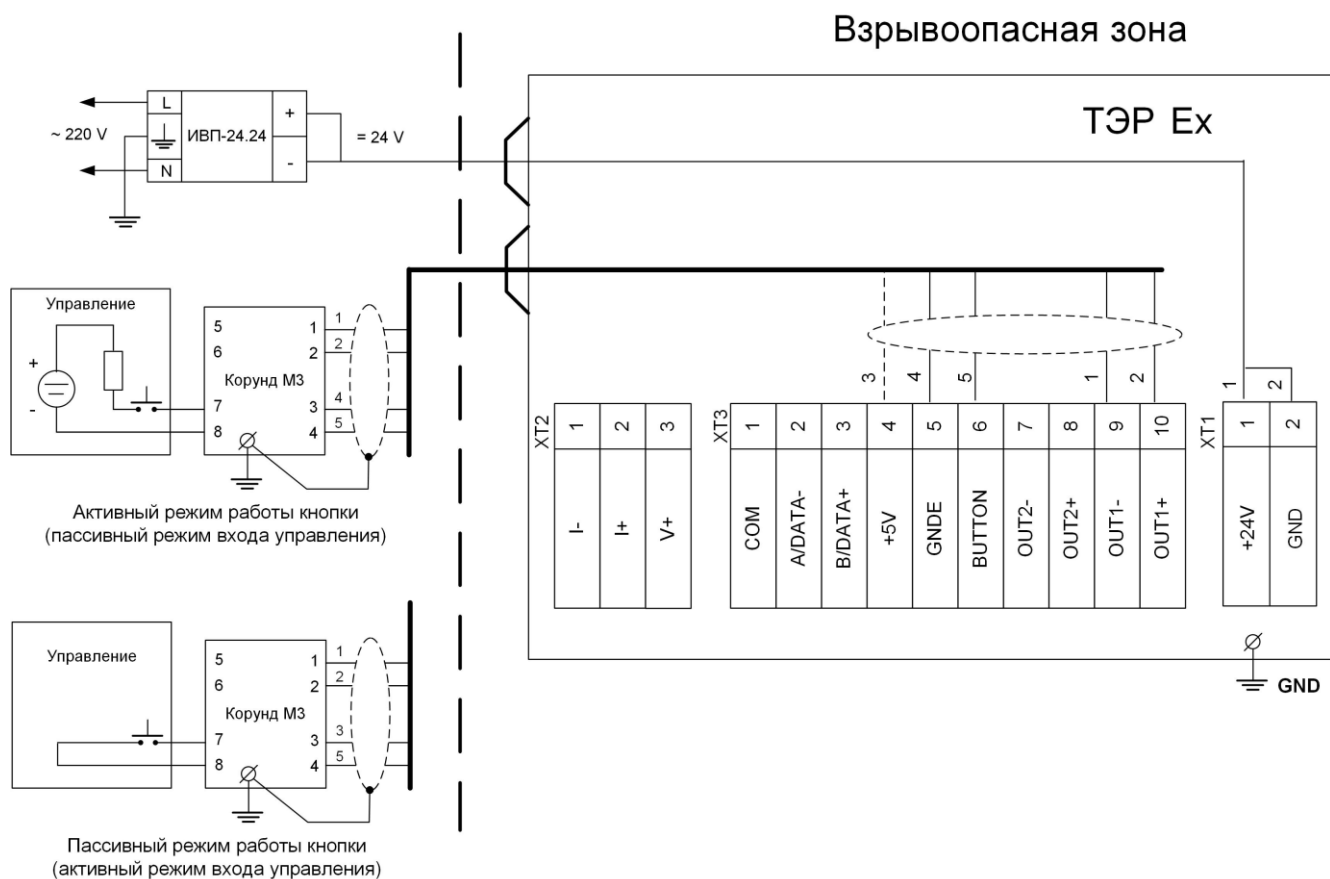 Взрывоопасная зона
ТЭР Ex
~ 220 V
L
N
ИВП-24.24
+
-
= 24 V
Управление
+
-
5
6
7
8
Корунд М3
1
2
3
4
1
2
4
5
Активный режим работы кнопки
(пассивный режим входа управления)
Управление
5
6
7
8
Корунд М3
1
2
3
4
1
2
3
5
Пассивный режим работы кнопки
(активный режим входа управления)
3
4
5
1
2
1
2
XT2
1
2
3
I-
I+
V+
XT3
1
2
3
4
5
6
7
8
9
10
COM
A/DATA-
B/DATA+
+5V
GNDE
BUTTON
OUT2-
OUT2+
OUT1-
OUT1+
XT1
1
2
+24V
GND
GND